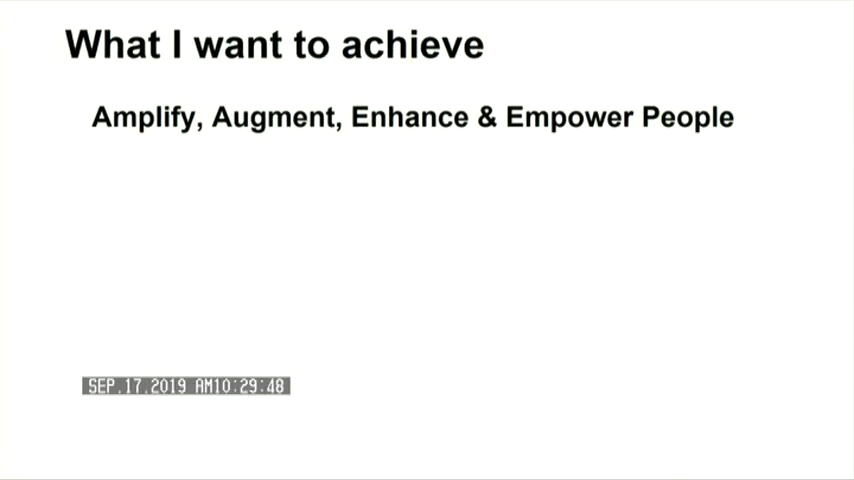 What I want to achieve
Amplify, Augment, Enhance & Empower People
SEP.17.2019 AM10:29:48